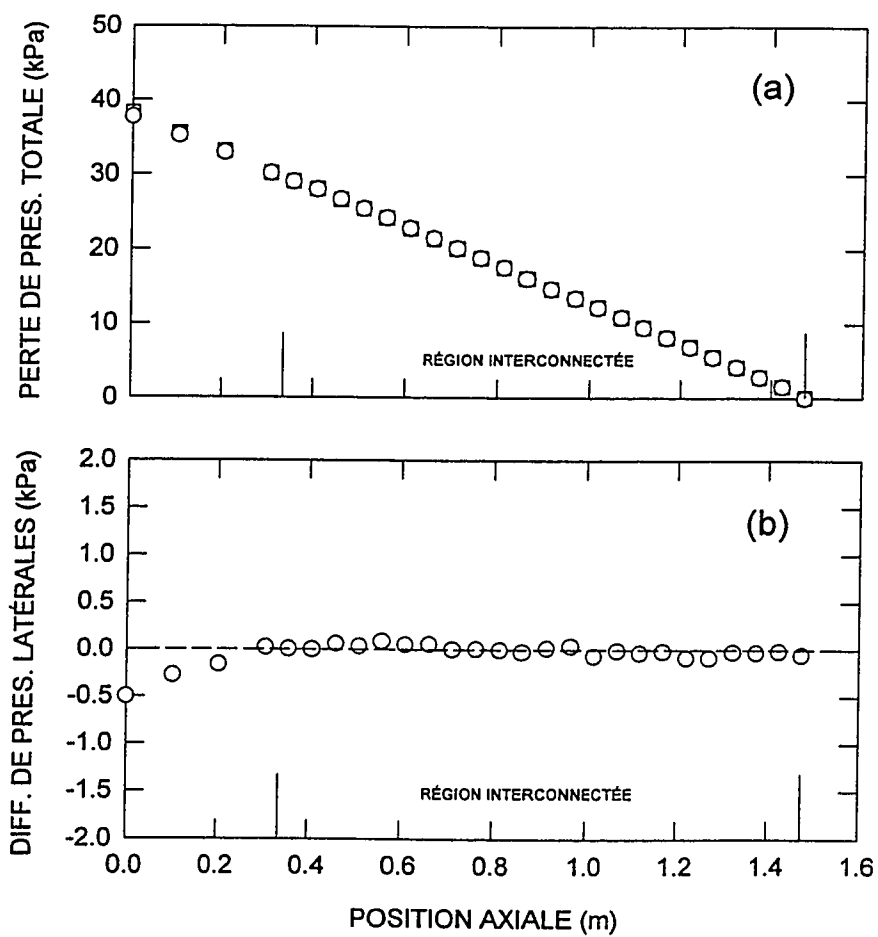 PERTE DE PRES. TOTALE (kPa)
50
40
30
20
10
0
(a)
RÉGION INTERCONNECTÉE
DIFF. DE PRES. LATÉRALES (kPa)
2.0
1.5
1.0
0.5
0.0
-0.5
-1.0
-1.5
-2.0
(b)
RÉGION INTERCONNECTÉE
0.0 0.2 0.4 0.6 0.8 1.0 1.2 1.4 1.6
POSITION AXIALE (m)